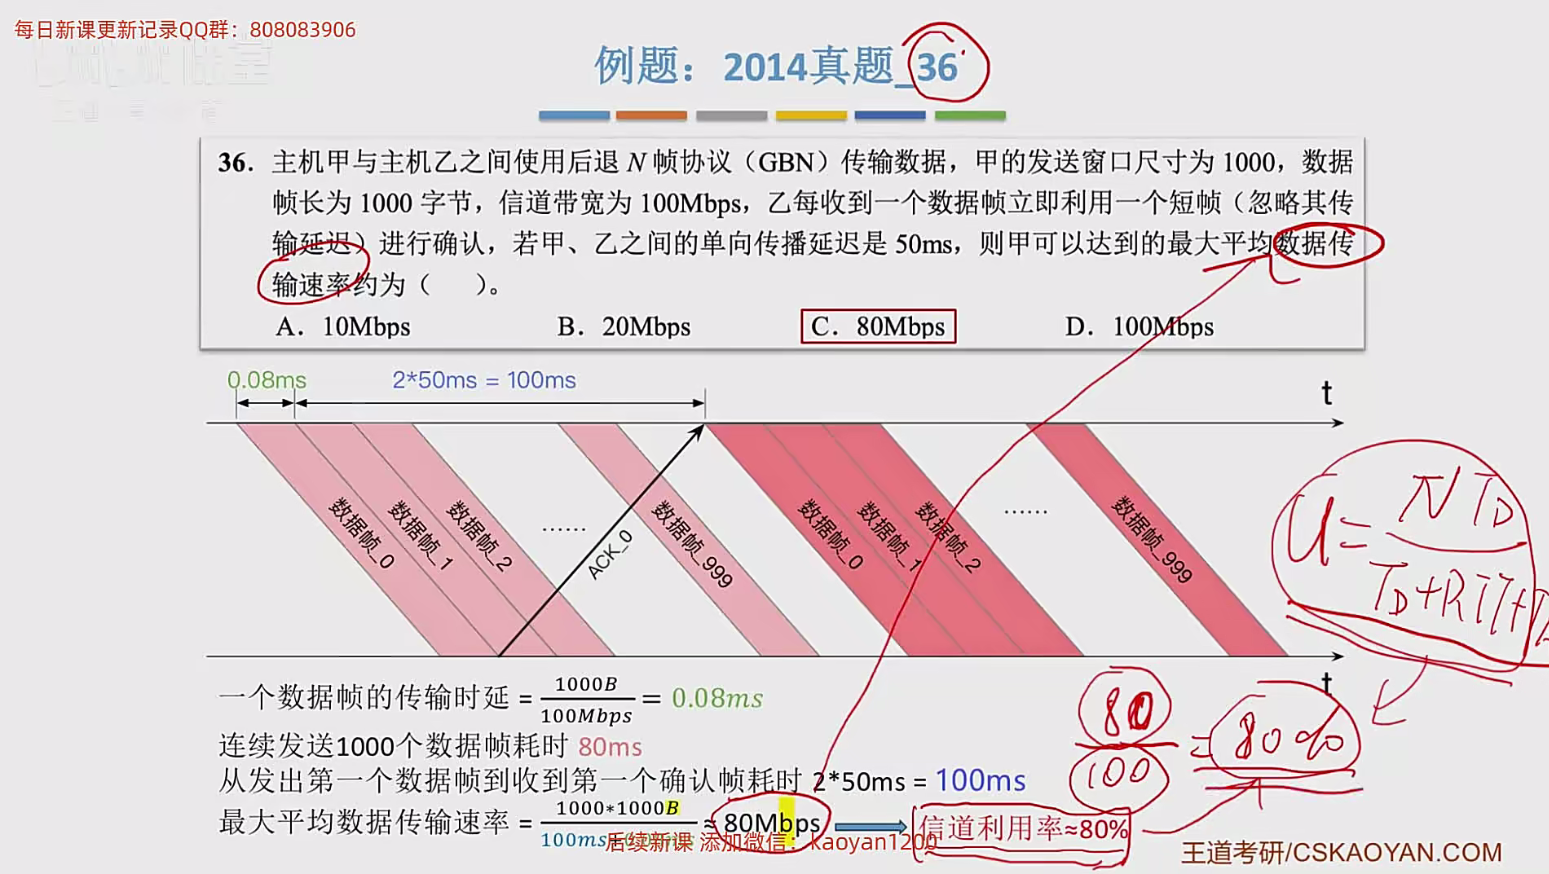 每日新课更新记录QQ群：808083906
例题：2014真题_36
36．主机甲与主机乙之间使用后退 N 帧协议（GBN）传输数据，甲的发送窗口尺寸为 1000，数据
帧长为 1000 字节，信道带宽为 100Mbps，乙每收到一个数据帧立即利用一个短帧（忽略其传
输延迟）进行确认，若甲、乙之间的单向传播延迟是 50ms，则甲可以达到的最大平均数据传
输速率约为（　　）。
A．10Mbps B．20Mbps C．80Mbps D．100Mbps
0.08ms 2*50ms = 100ms
t
数据帧_0 数据帧_1 数据帧_2 …… ACK_0 数据帧_999 数据帧_0 数据帧_1 数据帧_2 …… 数据帧_999
U = N TD / TD+RTT+
t
一个数据帧的传输时延 = 1000B / 100Mbps = 0.08ms
80 / 100 = 80%
连续发送1000个数据帧耗时 80ms
从发出第一个数据帧到收到第一个确认帧耗时 2*50ms = 100ms
最大平均数据传输速率 = 1000*1000B / 100ms ≈ 80Mbps 信道利用率≈80%
后续新课 添加微信：kaoyan1200
王道考研/CSKAOYAN.COM